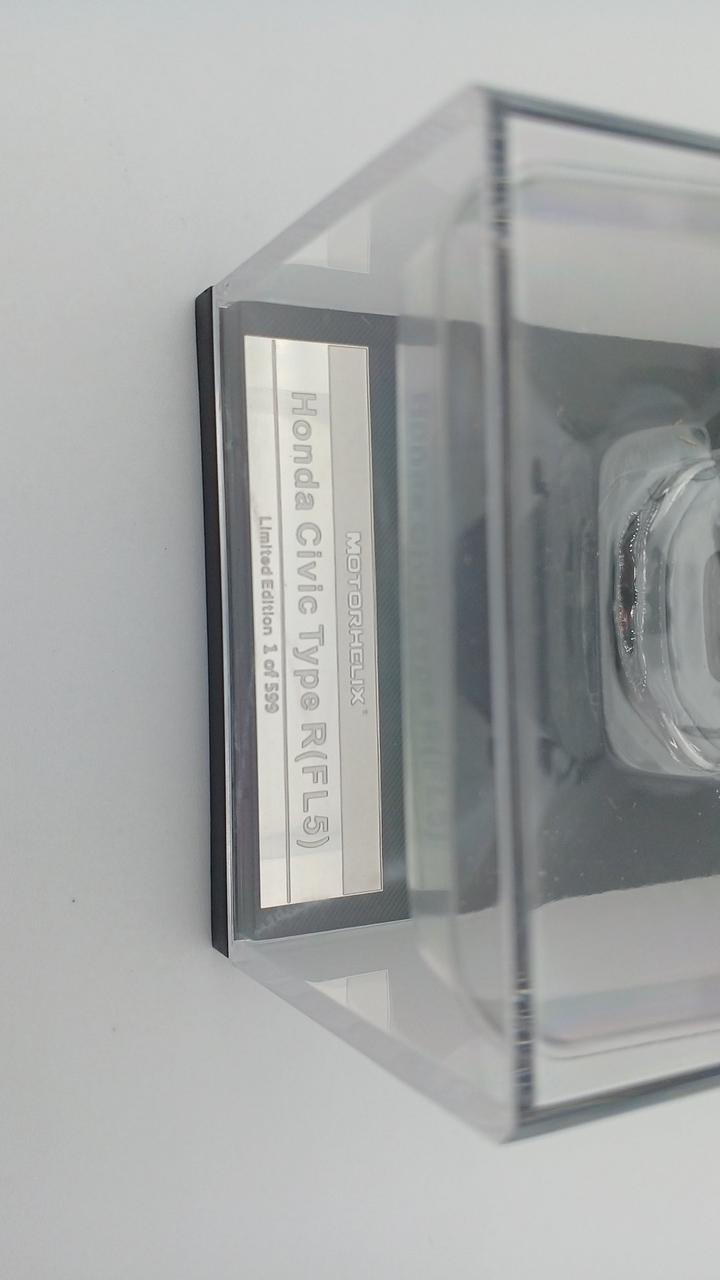 MOTORHELIX
Honda Civic Type R(FL5)
Limited Edition 1 of 599